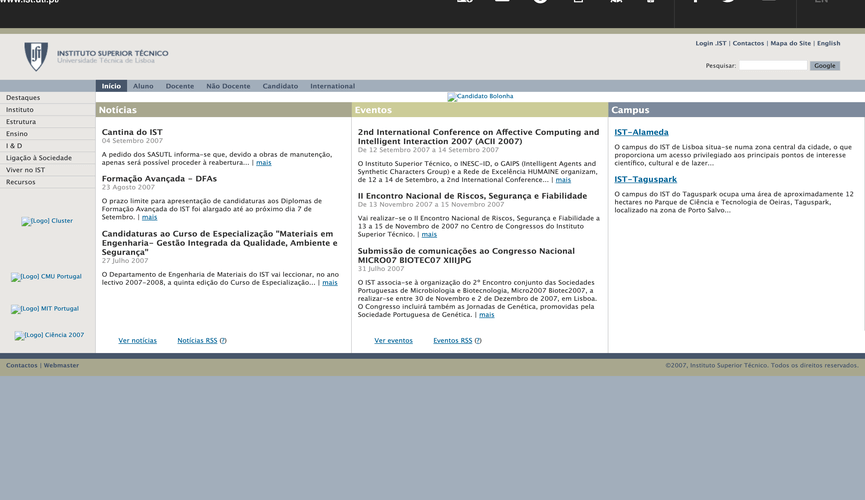 www.ist.utl.pt/
EN
INSTITUTO SUPERIOR TÉCNICO
Universidade Técnica de Lisboa
Login .IST | Contactos | Mapa do Site | English
Pesquisar:
Google
Início Aluno Docente Não Docente Candidato International
Destaques
Instituto
Estrutura
Ensino
I & D
Ligação à Sociedade
Viver no IST
Recursos
[Logo] Cluster
[Logo] CMU Portugal
[Logo] MIT Portugal
[Logo] Ciência 2007
Candidato Bolonha
Notícias
Cantina do IST
04 Setembro 2007
A pedido dos SASUTL informa-se que, devido a obras de manutenção,
apenas será possível proceder à reabertura... | mais
Formação Avançada - DFAs
23 Agosto 2007
O prazo limite para apresentação de candidaturas aos Diplomas de
Formação Avançada do IST foi alargado até ao próximo dia 7 de
Setembro. | mais
Candidaturas ao Curso de Especialização "Materiais em
Engenharia- Gestão Integrada da Qualidade, Ambiente e
Segurança"
27 Julho 2007
O Departamento de Engenharia de Materiais do IST vai leccionar, no ano
lectivo 2007-2008, a quinta edição do Curso de Especialização... | mais
Ver notícias Notícias RSS (?)
Eventos
2nd International Conference on Affective Computing and
Intelligent Interaction 2007 (ACII 2007)
De 12 Setembro 2007 a 14 Setembro 2007
O Instituto Superior Técnico, o INESC-ID, o GAIPS (Intelligent Agents and
Synthetic Characters Group) e a Rede de Excelência HUMAINE organizam,
de 12 a 14 de Setembro, a 2nd International Conference... | mais
II Encontro Nacional de Riscos, Segurança e Fiabilidade
De 13 Novembro 2007 a 15 Novembro 2007
Vai realizar-se o II Encontro Nacional de Riscos, Segurança e Fiabilidade a
13 a 15 de Novembro de 2007 no Centro de Congressos do Instituto
Superior Técnico. | mais
Submissão de comunicações ao Congresso Nacional
MICRO07 BIOTEC07 XIIIJPG
31 Julho 2007
O IST associa-se à organização do 2º Encontro conjunto das Sociedades
Portuguesas de Microbiologia e Biotecnologia, Micro2007 Biotec2007, a
realizar-se entre 30 de Novembro e 2 de Dezembro de 2007, em Lisboa.
O Congresso incluirá também as Jornadas de Genética, promovidas pela
Sociedade Portuguesa de Genética. | mais
Ver eventos Eventos RSS (?)
Campus
IST-Alameda
O campus do IST de Lisboa situa-se numa zona central da cidade, o que
proporciona um acesso privilegiado aos principais pontos de interesse
científico, cultural e de lazer...
IST-Taguspark
O campus do IST do Taguspark ocupa uma área de aproximadamente 12
hectares no Parque de Ciência e Tecnologia de Oeiras, Taguspark,
localizado na zona do Porto Salvo...
Contactos | Webmaster
©2007, Instituto Superior Técnico. Todos os direitos reservados.